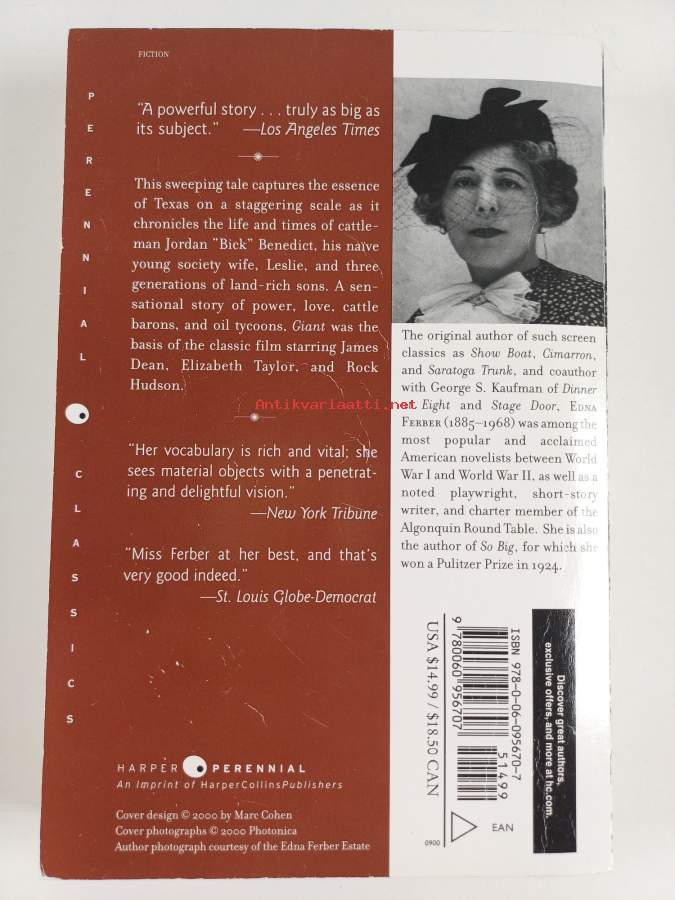 FICTION
PERENNIAL CLASSICS
“A powerful story . . . truly as big as
its subject.” —Los Angeles Times
This sweeping tale captures the essence
of Texas on a staggering scale as it
chronicles the life and times of cattle-
man Jordan “Bick” Benedict, his naïve
young society wife, Leslie, and three
generations of land-rich sons. A sen-
sational story of power, love, cattle
barons, and oil tycoons, Giant was the
basis of the classic film starring James
Dean, Elizabeth Taylor, and Rock
Hudson.
Antikvariaatti.net
“Her vocabulary is rich and vital; she
sees material objects with a penetrat-
ing and delightful vision.”
—New York Tribune
“Miss Ferber at her best, and that’s
very good indeed.”
—St. Louis Globe-Democrat
HARPER PERENNIAL
An Imprint of HarperCollinsPublishers
Cover design © 2000 by Marc Cohen
Cover photographs © 2000 Photonica
Author photograph courtesy of the Edna Ferber Estate
The original author of such screen
classics as Show Boat, Cimarron,
and Saratoga Trunk, and coauthor
with George S. Kaufman of Dinner
Eight and Stage Door, EDNA
FERBER (1885–1968) was among the
most popular and acclaimed
American novelists between World
War I and World War II, as well as a
noted playwright, short-story
writer, and charter member of the
Algonquin Round Table. She is also
the author of So Big, for which she
won a Pulitzer Prize in 1924.
ISBN 978-0-06-095670-7
9 780060 956707
51499
USA $14.99 / $18.50 CAN
EAN
0900
Discover great authors,
exclusive offers, and more at hc.com.